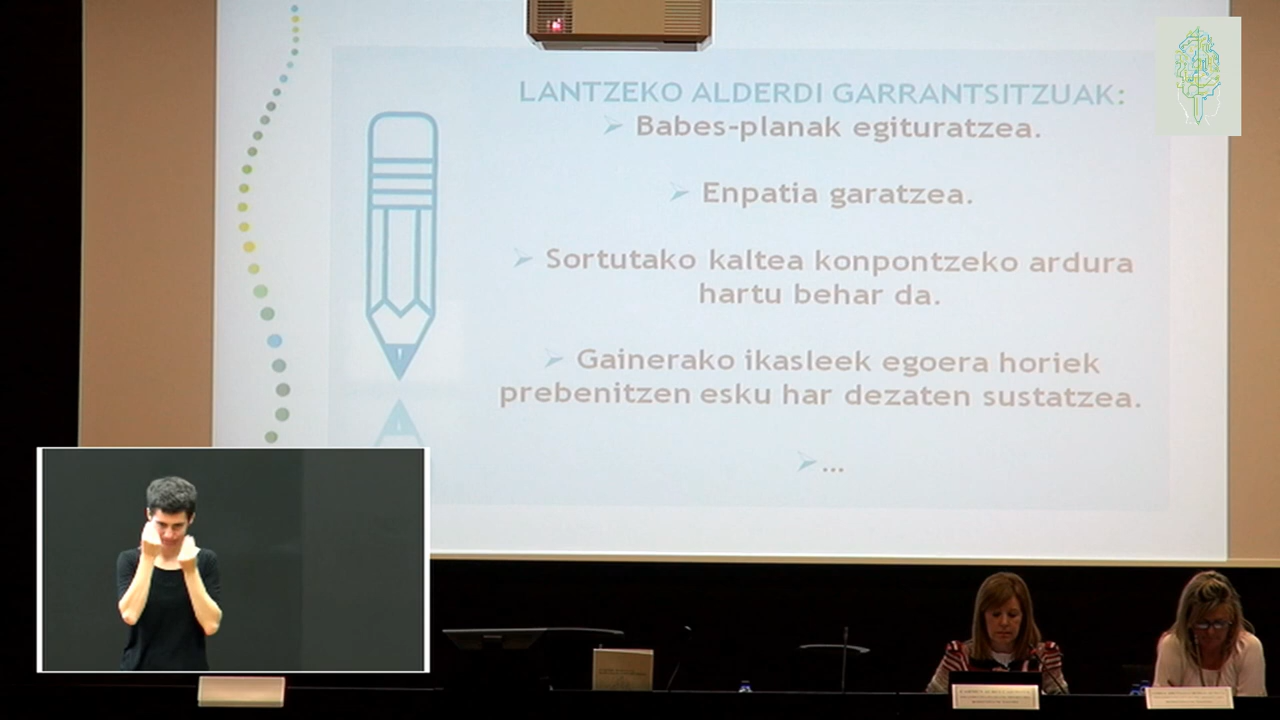 LANTZEKO ALDERDI GARRANTSITZUAK:
➢ Babes-planak egituratzea.
➢ Enpatia garatzea.
➢ Sortutako kaltea konpontzeko ardura
hartu behar da.
➢ Gainerako ikasleek egoera horiek
prebenitzen esku har dezaten sustatzea.
➢ ...